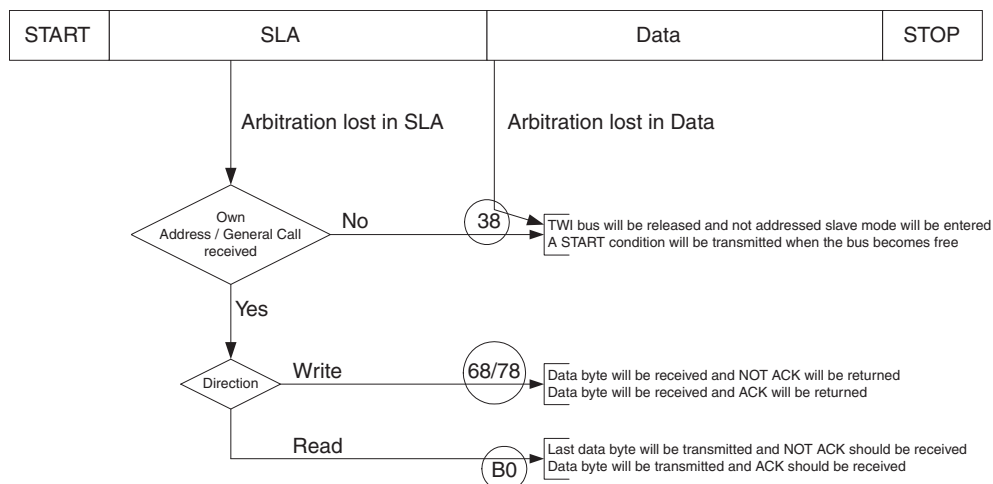 START SLA Data STOP
Arbitration lost in SLA Arbitration lost in Data
Own
Address / General Call
received
No
38
TWI bus will be released and not addressed slave mode will be entered
A START condition will be transmitted when the bus becomes free
Yes
Direction
Write
68/78
Data byte will be received and NOT ACK will be returned
Data byte will be received and ACK will be returned
Read
B0
Last data byte will be transmitted and NOT ACK should be received
Data byte will be transmitted and ACK should be received